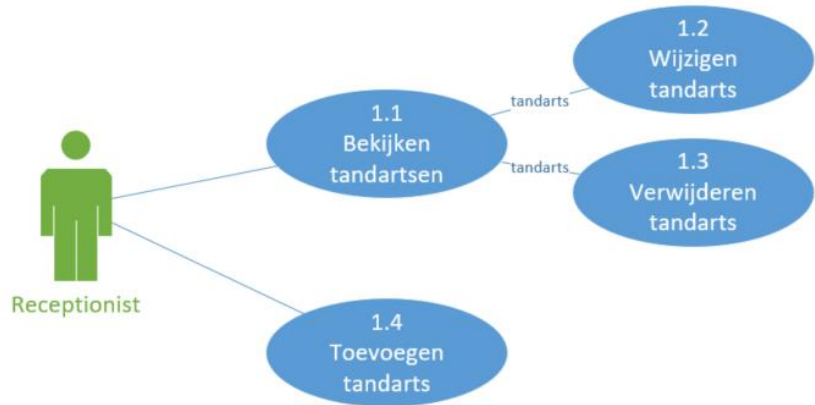 1.2
Wijzigen
tandarts
tandarts
1.1
Bekijken
tandartsen
tandarts
1.3
Verwijderen
tandarts
Receptionist
1.4
Toevoegen
tandarts